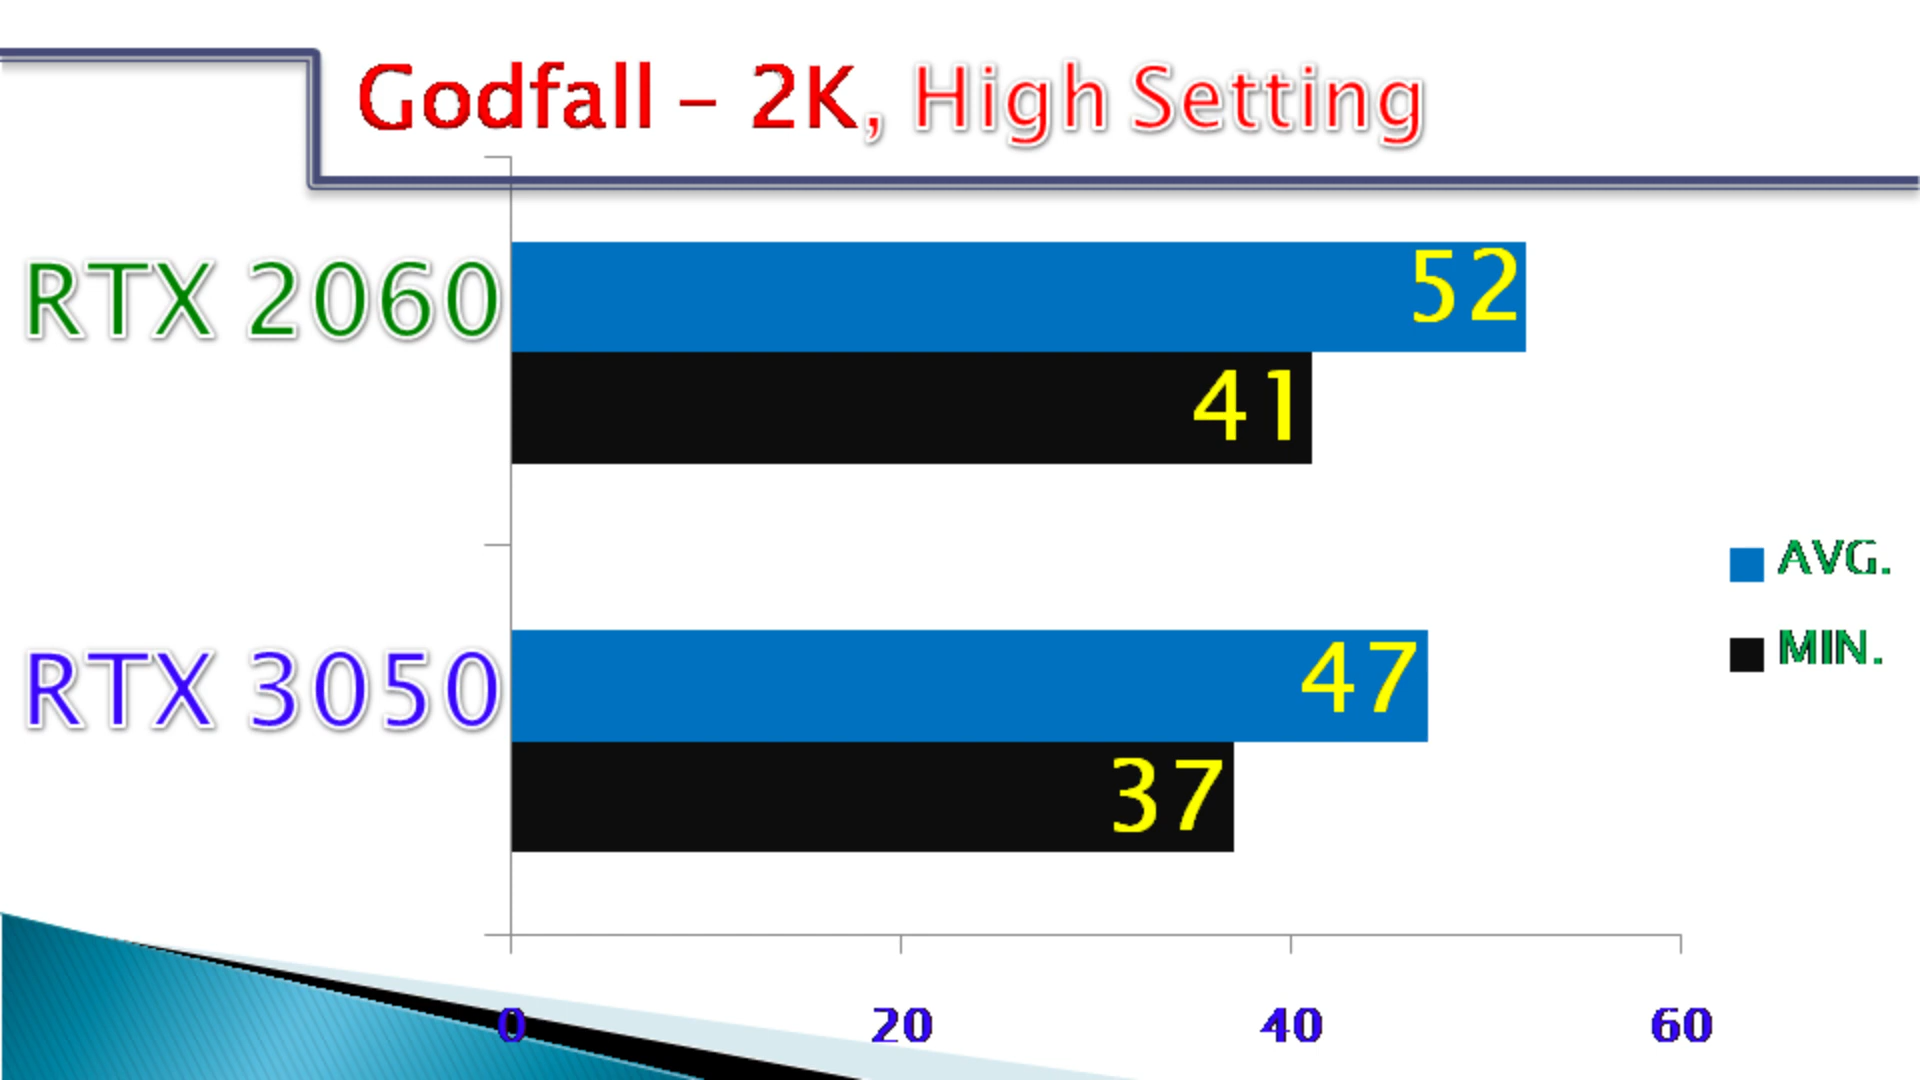 Godfall – 2K, High Setting
RTX 2060
52
41
AVG.
MIN.
RTX 3050
47
37
0 20 40 60